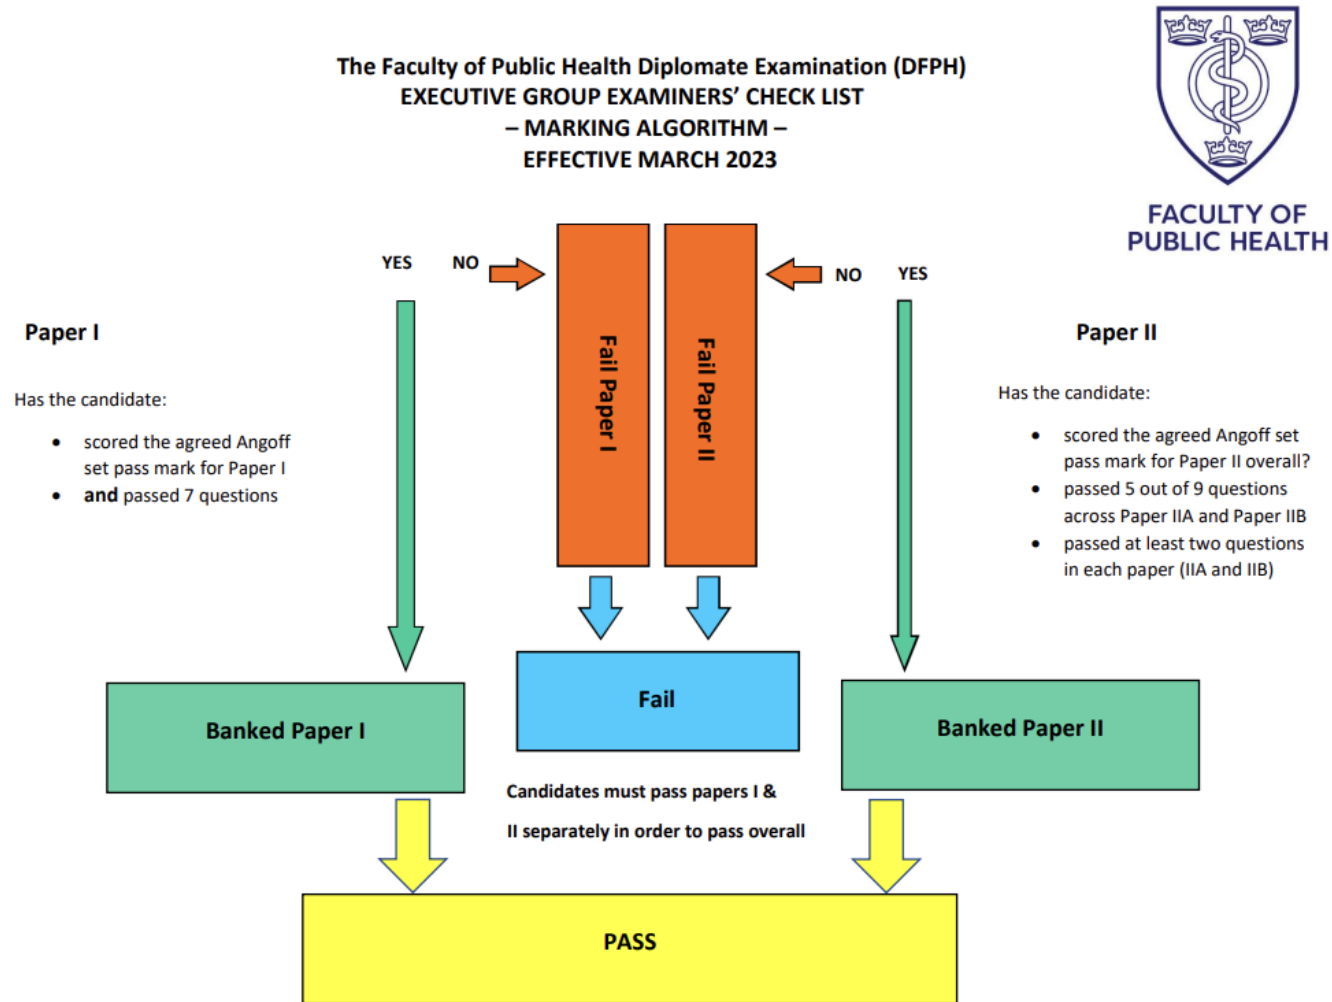 The Faculty of Public Health Diplomate Examination (DFPH)
EXECUTIVE GROUP EXAMINERS’ CHECK LIST
– MARKING ALGORITHM –
EFFECTIVE MARCH 2023
FACULTY OF
PUBLIC HEALTH
YES
NO
NO
YES
Paper I
Has the candidate:
• scored the agreed Angoff
set pass mark for Paper I
• and passed 7 questions
Fail Paper I
Fail Paper II
Paper II
Has the candidate:
• scored the agreed Angoff set
pass mark for Paper II overall?
• passed 5 out of 9 questions
across Paper IIA and Paper IIB
• passed at least two questions
in each paper (IIA and IIB)
Banked Paper I
Fail
Banked Paper II
Candidates must pass papers I &
II separately in order to pass overall
PASS